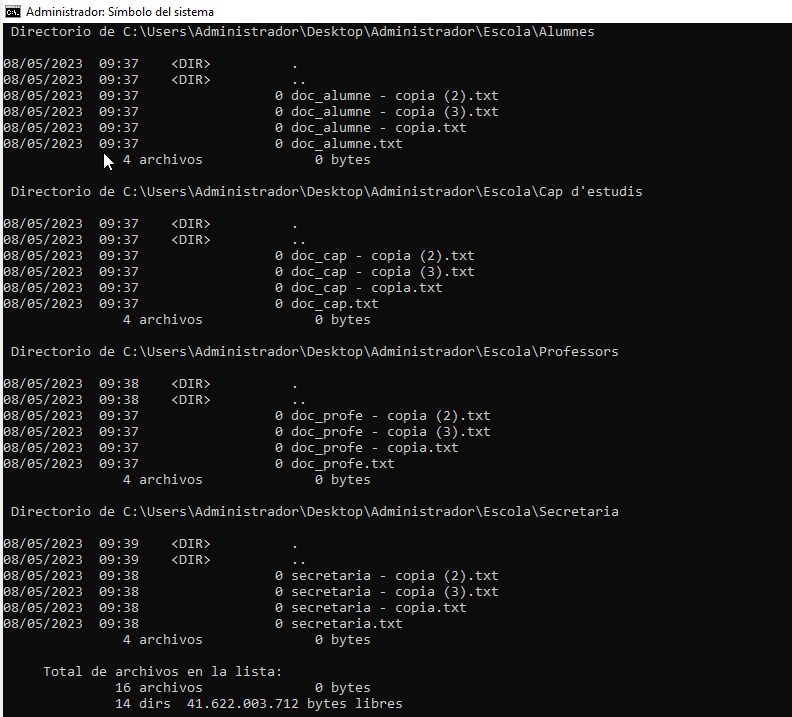 Administrador: Símbolo del sistema
Directorio de C:\Users\Administrador\Desktop\Administrador\Escola\Alumnes
08/05/2023  09:37    <DIR>          .
08/05/2023  09:37    <DIR>          ..
08/05/2023  09:37                 0 doc_alumne - copia (2).txt
08/05/2023  09:37                 0 doc_alumne - copia (3).txt
08/05/2023  09:37                 0 doc_alumne - copia.txt
08/05/2023  09:37                 0 doc_alumne.txt
4 archivos              0 bytes
Directorio de C:\Users\Administrador\Desktop\Administrador\Escola\Cap d'estudis
08/05/2023  09:37    <DIR>          .
08/05/2023  09:37    <DIR>          ..
08/05/2023  09:37                 0 doc_cap - copia (2).txt
08/05/2023  09:37                 0 doc_cap - copia (3).txt
08/05/2023  09:37                 0 doc_cap - copia.txt
08/05/2023  09:37                 0 doc_cap.txt
4 archivos              0 bytes
Directorio de C:\Users\Administrador\Desktop\Administrador\Escola\Professors
08/05/2023  09:38    <DIR>          .
08/05/2023  09:38    <DIR>          ..
08/05/2023  09:37                 0 doc_profe - copia (2).txt
08/05/2023  09:37                 0 doc_profe - copia (3).txt
08/05/2023  09:37                 0 doc_profe - copia.txt
08/05/2023  09:37                 0 doc_profe.txt
4 archivos              0 bytes
Directorio de C:\Users\Administrador\Desktop\Administrador\Escola\Secretaria
08/05/2023  09:39    <DIR>          .
08/05/2023  09:39    <DIR>          ..
08/05/2023  09:38                 0 secretaria - copia (2).txt
08/05/2023  09:38                 0 secretaria - copia (3).txt
08/05/2023  09:38                 0 secretaria - copia.txt
08/05/2023  09:38                 0 secretaria.txt
4 archivos              0 bytes
Total de archivos en la lista:
16 archivos              0 bytes
14 dirs  41.622.003.712 bytes libres